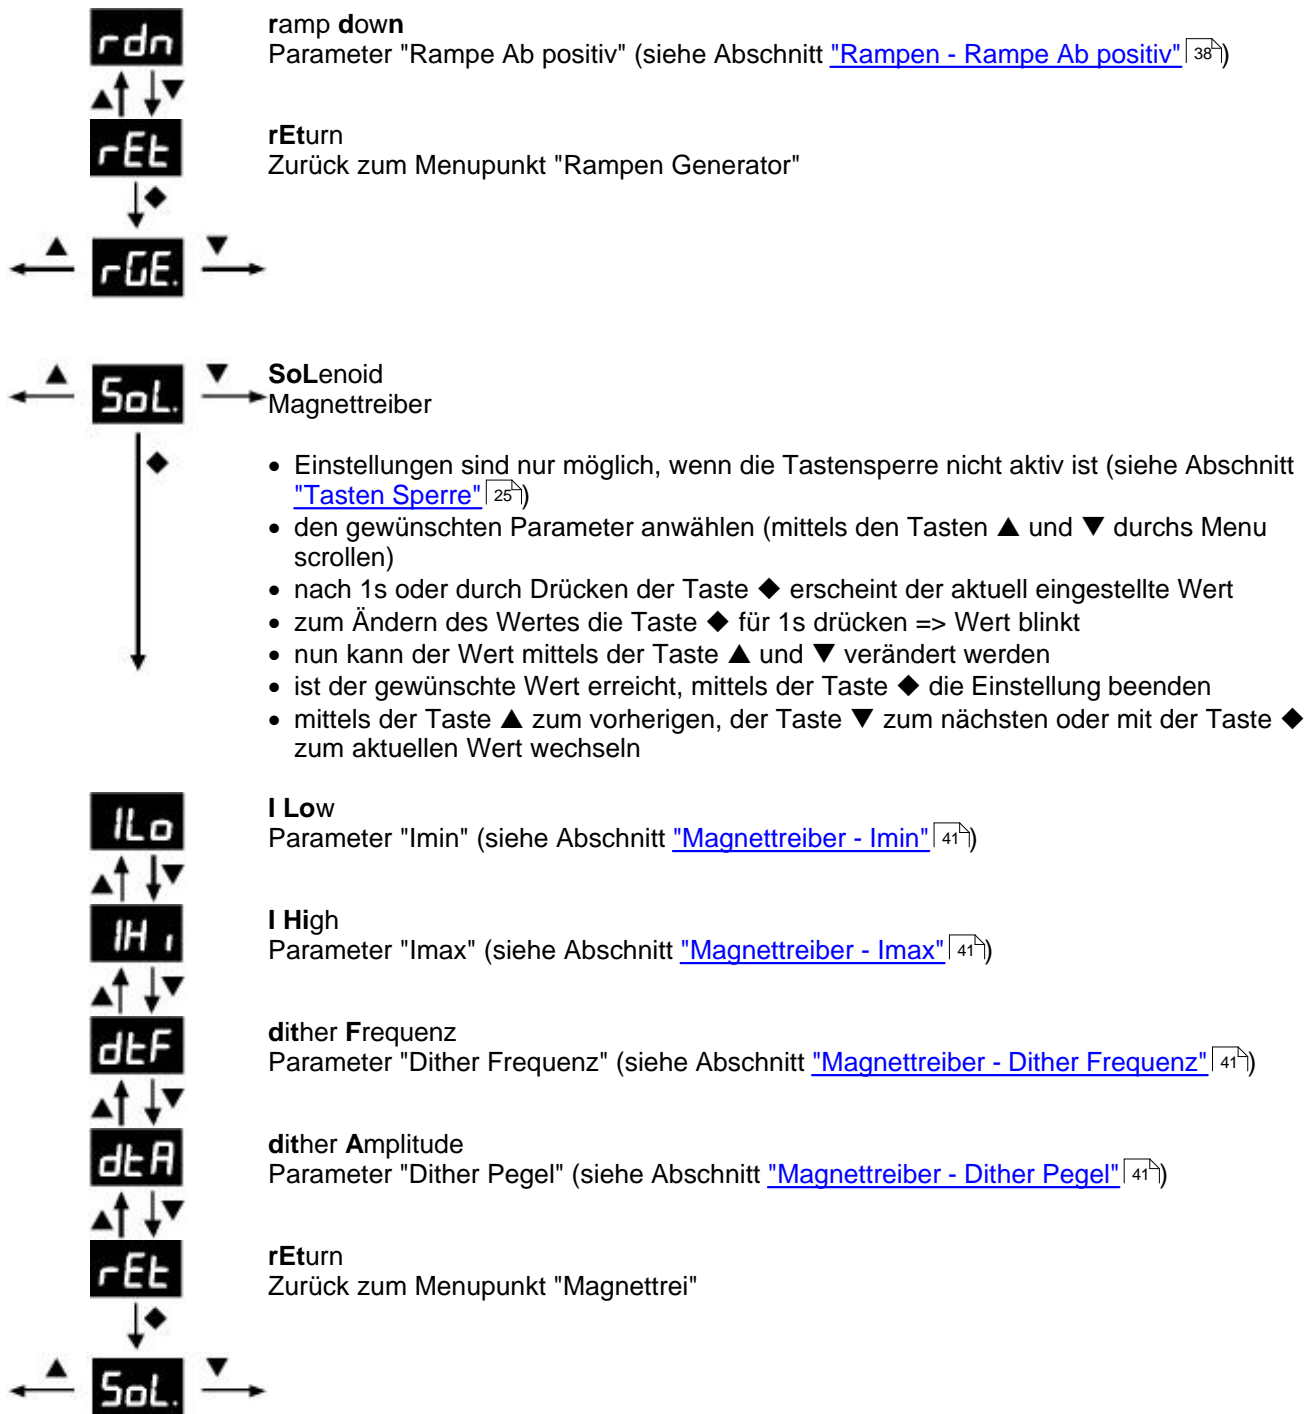 rdn
ramp down
Parameter "Rampe Ab positiv" (siehe Abschnitt "Rampen - Rampe Ab positiv" 38)
▲ ▼
rEt
rEturn
Zurück zum Menupunkt "Rampen Generator"
◆
▲ rGE. ▼
▲ SoL. ▼
SoLenoid
Magnettreiber
◆
• Einstellungen sind nur möglich, wenn die Tastensperre nicht aktiv ist (siehe Abschnitt
"Tasten Sperre" 25)
• den gewünschten Parameter anwählen (mittels den Tasten ▲ und ▼ durchs Menu
scrollen)
• nach 1s oder durch Drücken der Taste ◆ erscheint der aktuell eingestellte Wert
• zum Ändern des Wertes die Taste ◆ für 1s drücken => Wert blinkt
• nun kann der Wert mittels der Taste ▲ und ▼ verändert werden
• ist der gewünschte Wert erreicht, mittels der Taste ◆ die Einstellung beenden
• mittels der Taste ▲ zum vorherigen, der Taste ▼ zum nächsten oder mit der Taste ◆
zum aktuellen Wert wechseln
ILo
I Low
Parameter "Imin" (siehe Abschnitt "Magnettreiber - Imin" 41)
▲ ▼
IHi
I High
Parameter "Imax" (siehe Abschnitt "Magnettreiber - Imax" 41)
▲ ▼
dtF
dither Frequenz
Parameter "Dither Frequenz" (siehe Abschnitt "Magnettreiber - Dither Frequenz" 41)
▲ ▼
dtA
dither Amplitude
Parameter "Dither Pegel" (siehe Abschnitt "Magnettreiber - Dither Pegel" 41)
▲ ▼
rEt
rEturn
Zurück zum Menupunkt "Magnettrei"
◆
▲ SoL. ▼